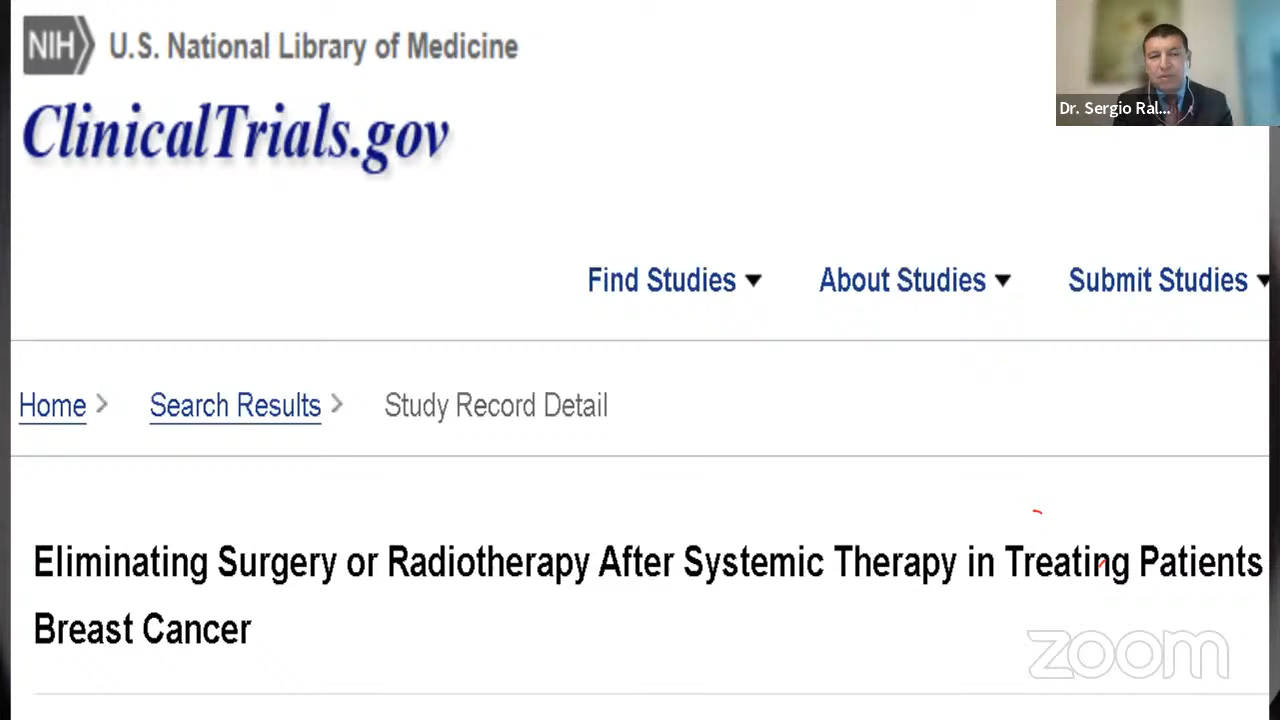 NIH U.S. National Library of Medicine
ClinicalTrials.gov
Dr. Sergio Ral...
Find Studies About Studies Submit Studies
Home Search Results Study Record Detail
Eliminating Surgery or Radiotherapy After Systemic Therapy in Treating Patients
Breast Cancer
zoom